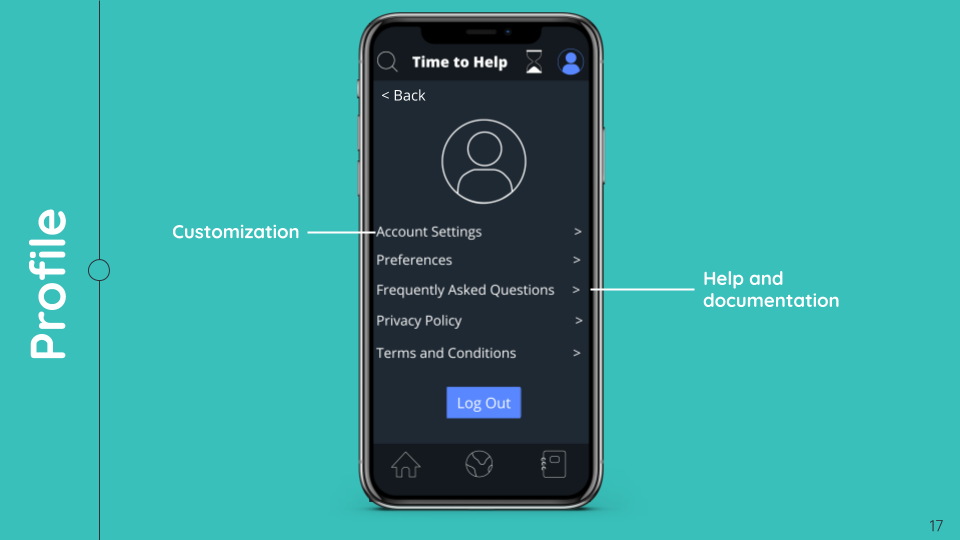 Profile
Time to Help
< Back
Customization
Account Settings >
Preferences >
Frequently Asked Questions >
Help and
documentation
Privacy Policy >
Terms and Conditions >
Log Out
17